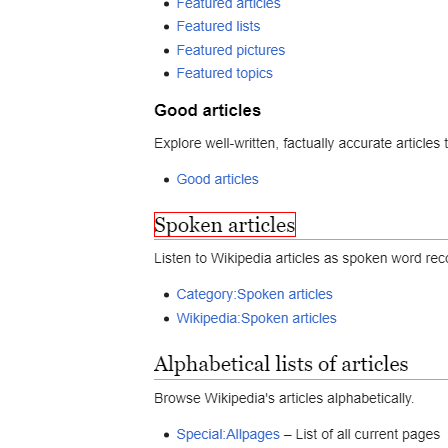 Featured articles
Featured lists
Featured pictures
Featured topics
Good articles
Explore well-written, factually accurate articles
Good articles
Spoken articles
Listen to Wikipedia articles as spoken word
Category:Spoken articles
Wikipedia:Spoken articles
Alphabetical lists of articles
Browse Wikipedia's articles alphabetically.
Special:Allpages – List of all current pages